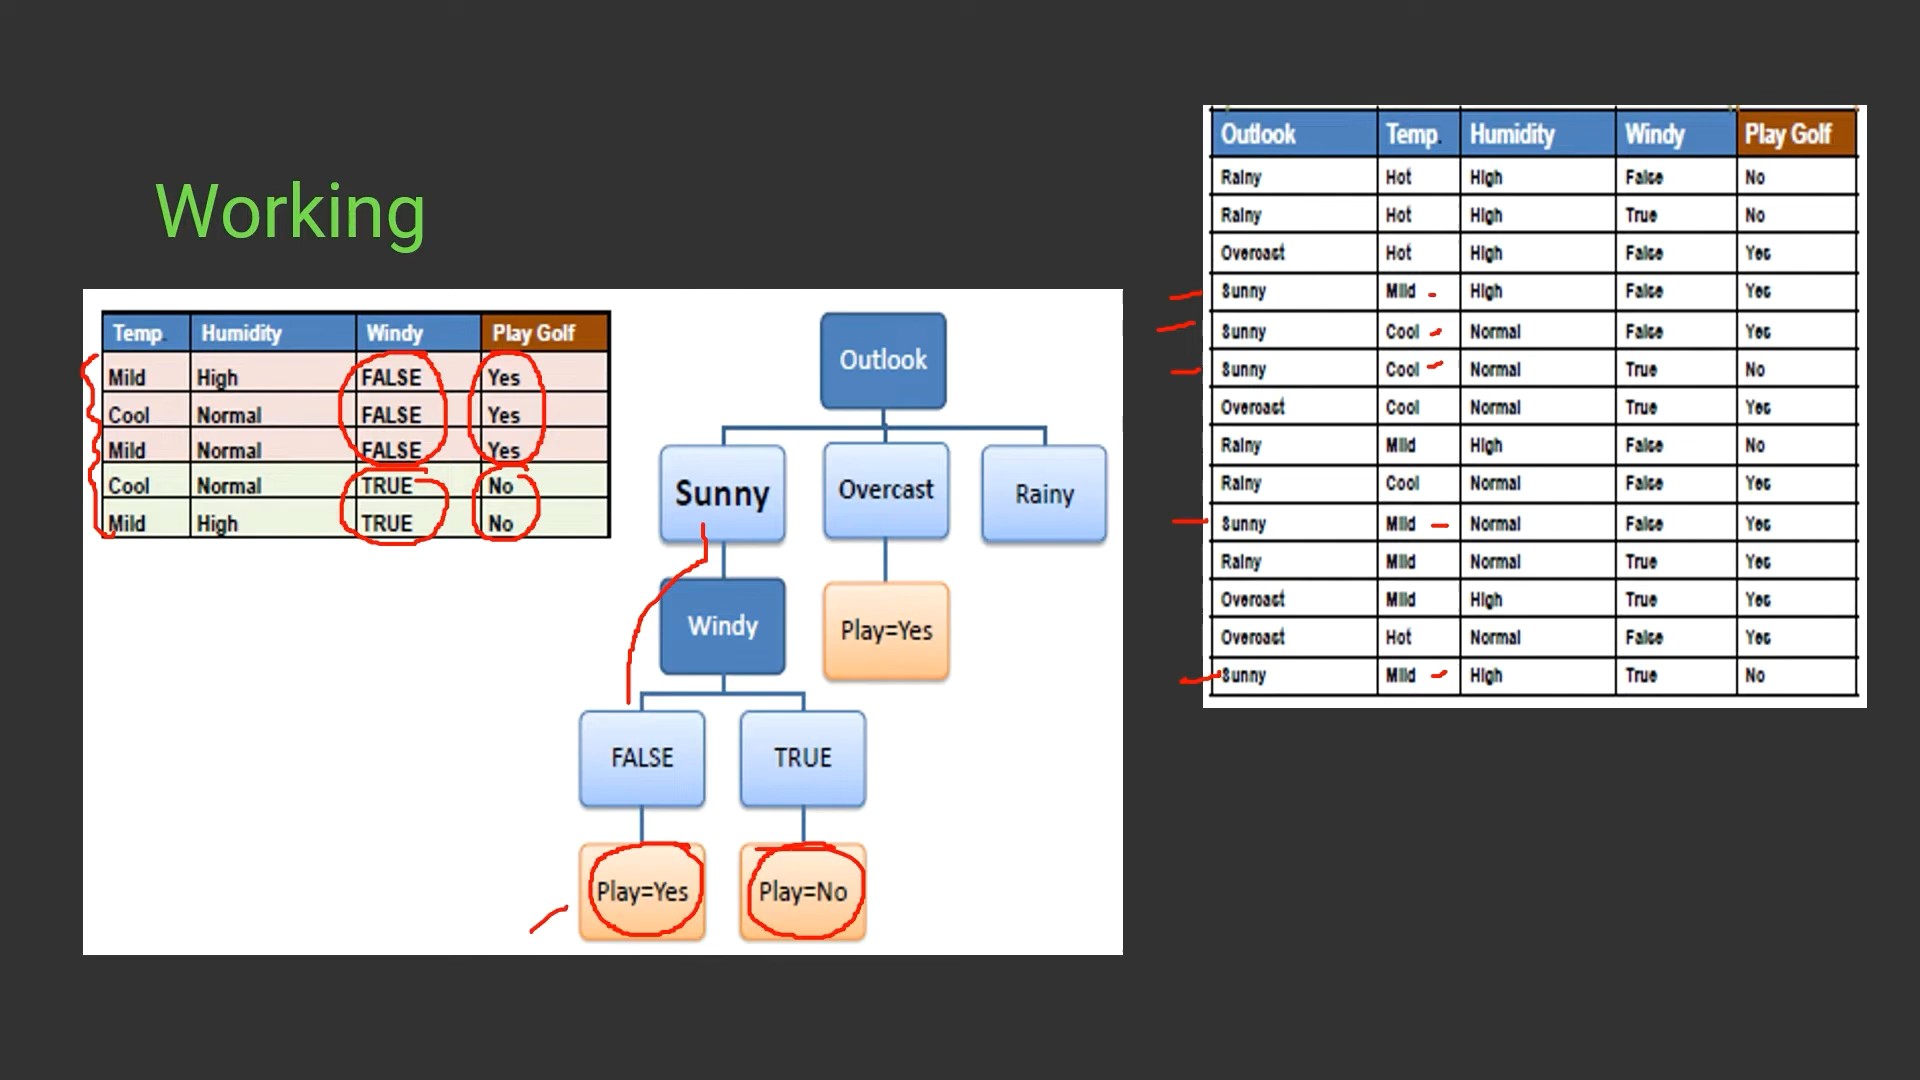 Working
Temp. Humidity Windy Play Golf
Mild High FALSE Yes
Cool Normal FALSE Yes
Mild Normal FALSE Yes
Cool Normal TRUE No
Mild High TRUE No
Outlook
Sunny Overcast Rainy
Windy Play=Yes
FALSE TRUE
Play=Yes Play=No
Outlook Temp. Humidity Windy Play Golf
Rainy Hot High False No
Rainy Hot High True No
Overcast Hot High False Yes
Sunny Mild High False Yes
Sunny Cool Normal False Yes
Sunny Cool Normal True No
Overcast Cool Normal True Yes
Rainy Mild High False No
Rainy Cool Normal False Yes
Sunny Mild Normal False Yes
Rainy Mild Normal True Yes
Overcast Mild High True Yes
Overcast Hot Normal False Yes
Sunny Mild High True No